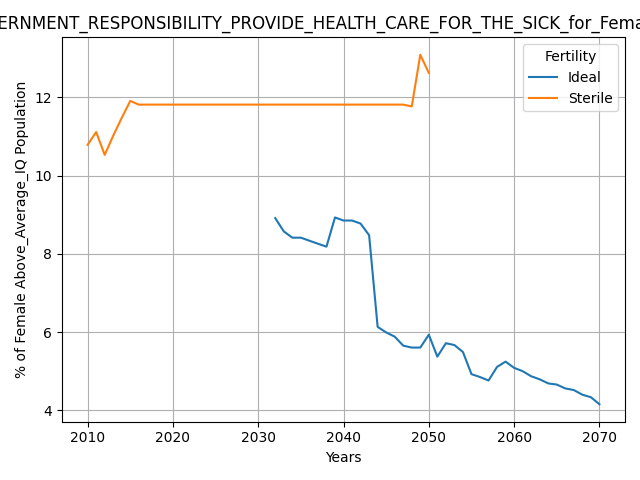 ERNMENT_RESPONSIBILITY_PROVIDE_HEALTH_CARE_FOR_THE_SICK_for_Fema
Fertility
Ideal
Sterile
% of Female Above_Average_IQ Population
12
10
8
6
4
2010 2020 2030 2040 2050 2060 2070
Years